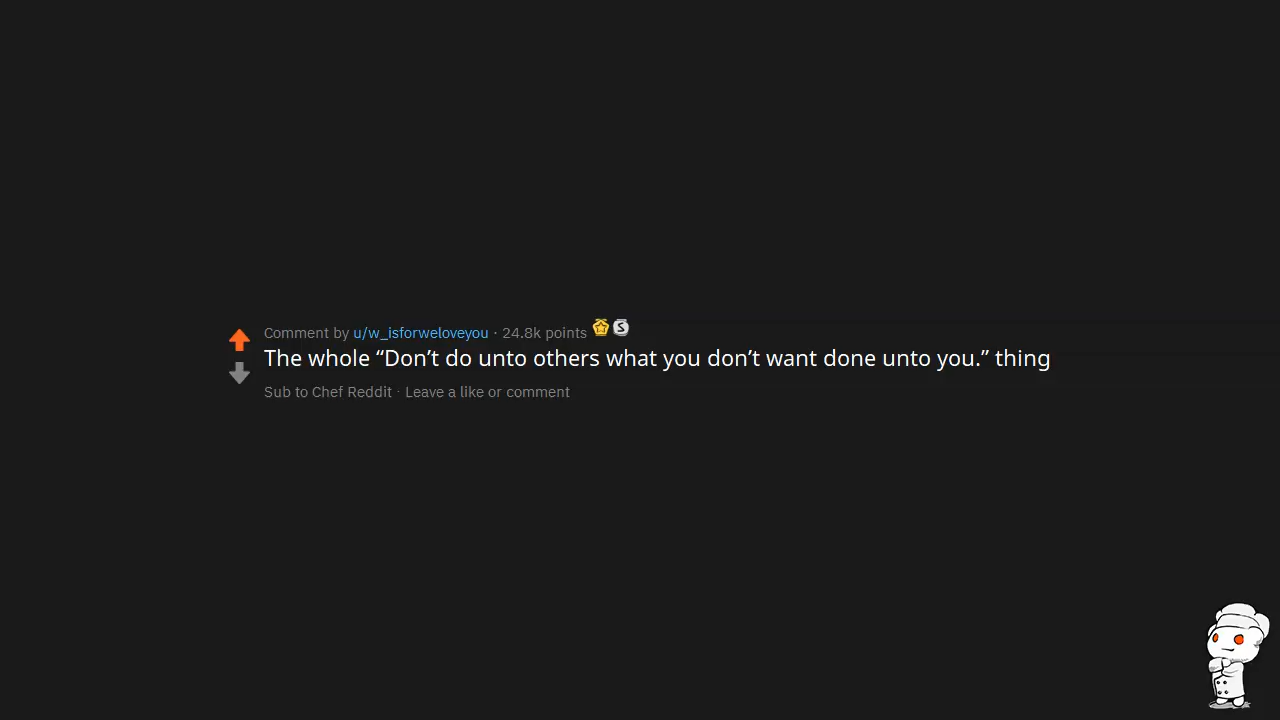 Comment by u/w_isforweloveyou · 24.8k points
The whole “Don’t do unto others what you don’t want done unto you.” thing
Sub to Chef Reddit · Leave a like or comment